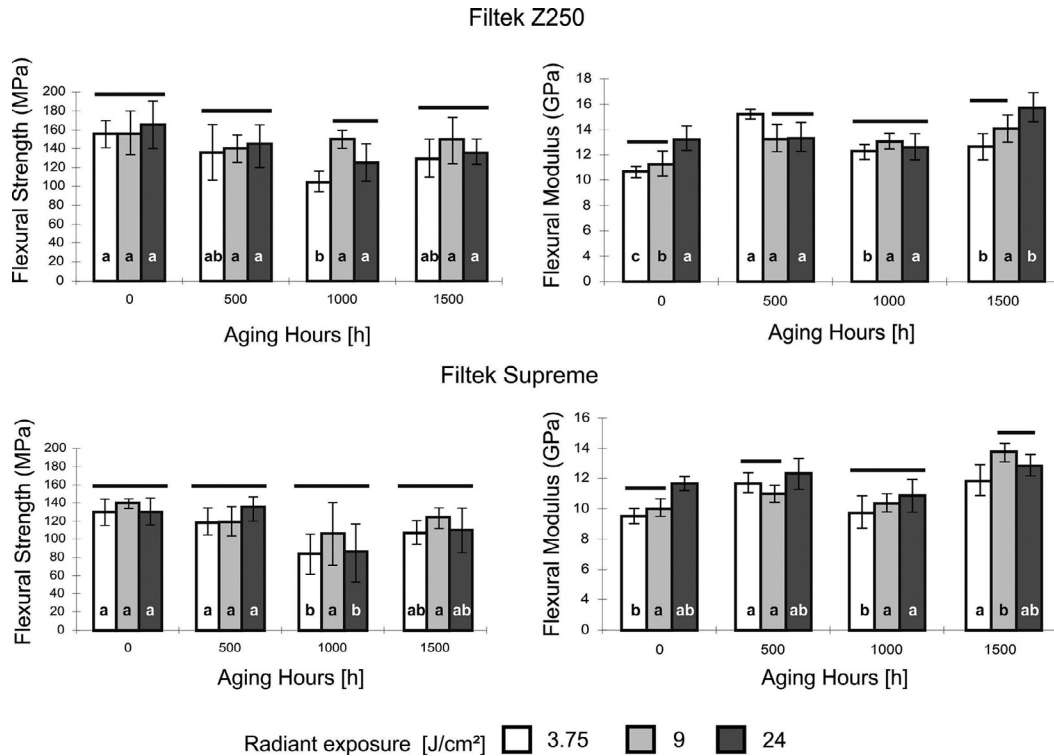 Filtek Z250
Flexural Strength (MPa)
200
180
160
140
120
100
80
60
40
20
0
a a a
ab a a
b a a
ab a a
0 500 1000 1500
Aging Hours [h]
Flexural Modulus (GPa)
18
16
14
12
10
8
6
4
2
0
c b a
a a a
b a a
b a b
0 500 1000 1500
Aging Hours [h]
Filtek Supreme
Flexural Strength (MPa)
200
180
160
140
120
100
80
60
40
20
0
a a a
a a a
b a b
ab a ab
0 500 1000 1500
Aging Hours [h]
Flexural Modulus (GPa)
16
14
12
10
8
6
4
2
0
b a ab
a a ab
b a a
a b ab
0 500 1000 1500
Aging Hours [h]
Radiant exposure [J/cm²] 3.75 9 24